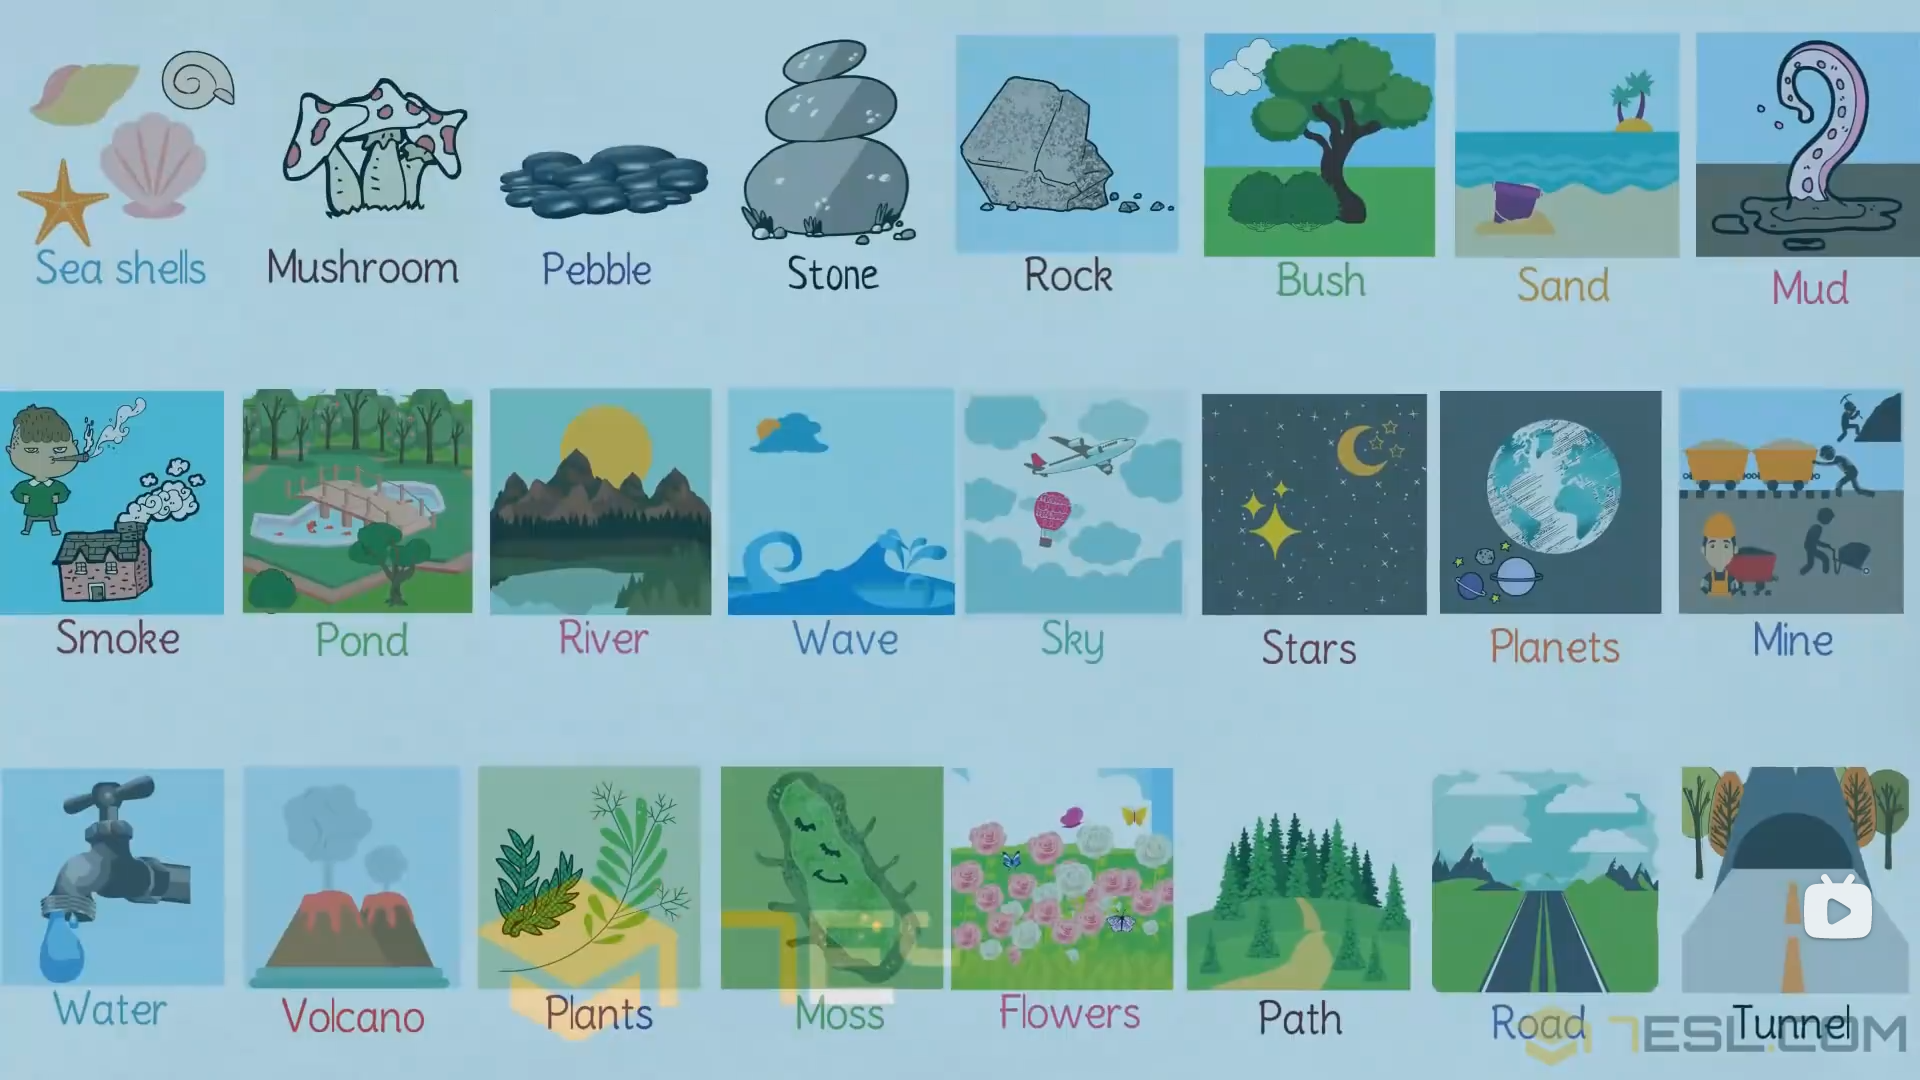 Sea shells
Mushroom
Pebble
Stone
Rock
Bush
Sand
Mud
Smoke
Pond
River
Wave
Sky
Stars
Planets
Mine
Water
Volcano
Plants
Moss
Flowers
Path
Road
Tunnel
7ESL.COM